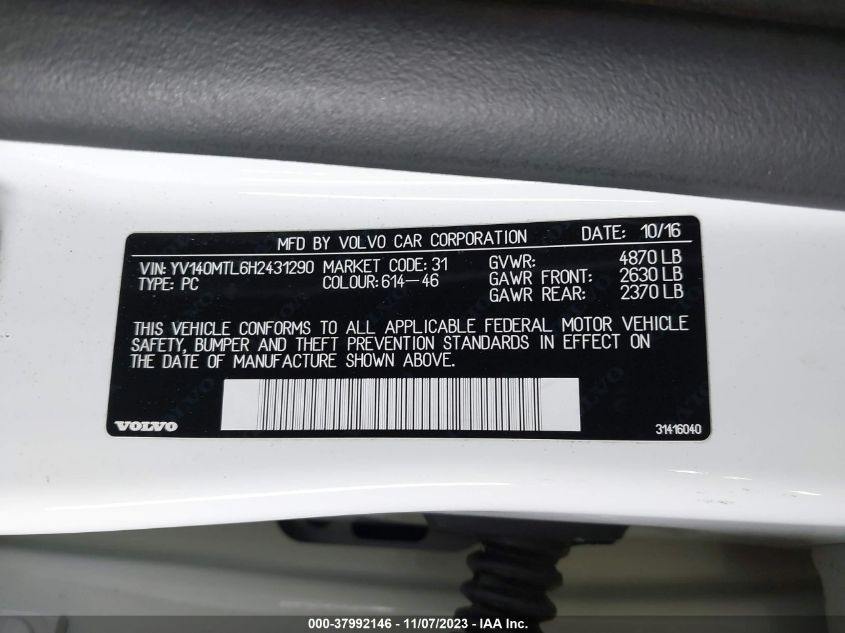 MFD BY VOLVO CAR CORPORATION DATE: 10/16
VIN: YV140MTL6H2431290 MARKET CODE: 31 GVWR: 4870 LB
TYPE: PC COLOUR: 614-46 GAWR FRONT: 2630 LB
GAWR REAR: 2370 LB
THIS VEHICLE CONFORMS TO ALL APPLICABLE FEDERAL MOTOR VEHICLE
SAFETY, BUMPER AND THEFT PREVENTION STANDARDS IN EFFECT ON
THE DATE OF MANUFACTURE SHOWN ABOVE.
VOLVO 31416040
000-37992146 - 11/07/2023 - © IAA Inc.